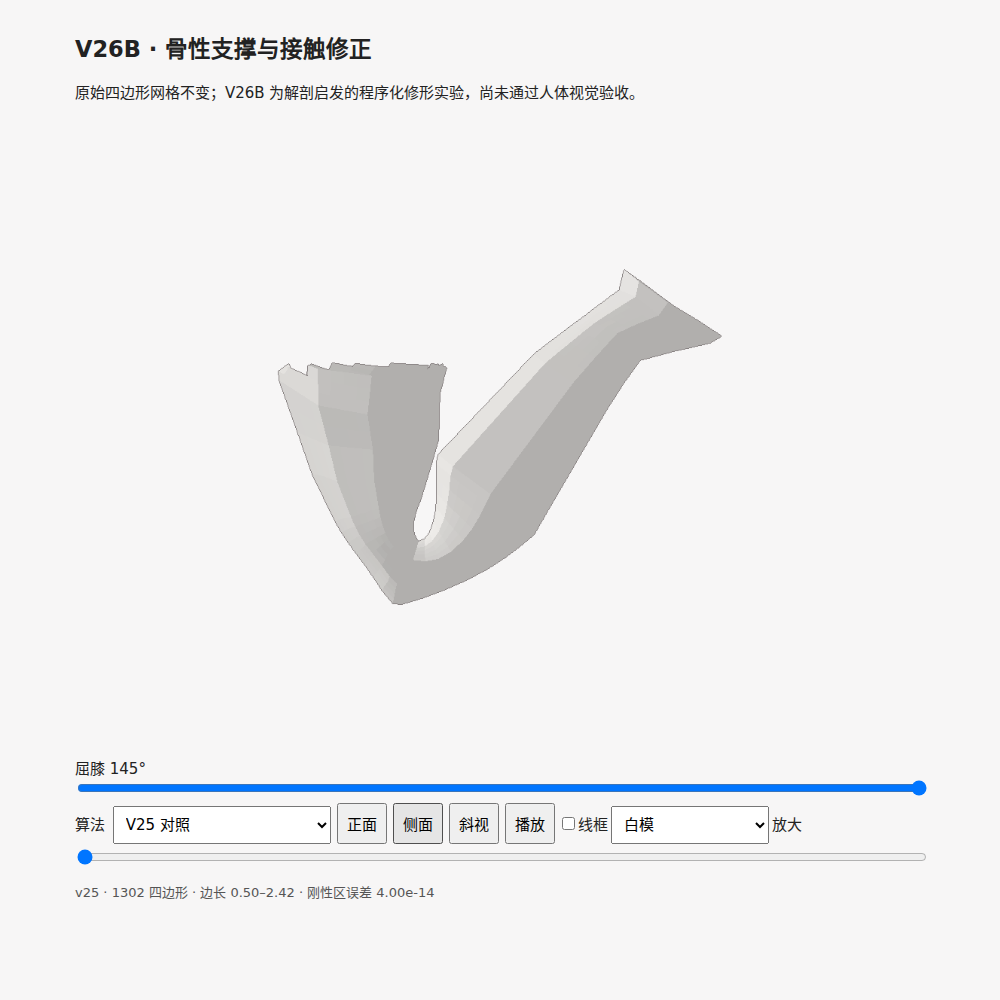 V26B · 骨性支撑与接触修正
原始四边形网格不变；V26B 为解剖启发的程序化修形实验，尚未通过人体视觉验收。
屈膝 145°
算法 V25 对照 正面 侧面 斜视 播放 线框 白模 放大
v25 · 1302 四边形 · 边长 0.50–2.42 · 刚性区误差 4.00e-14